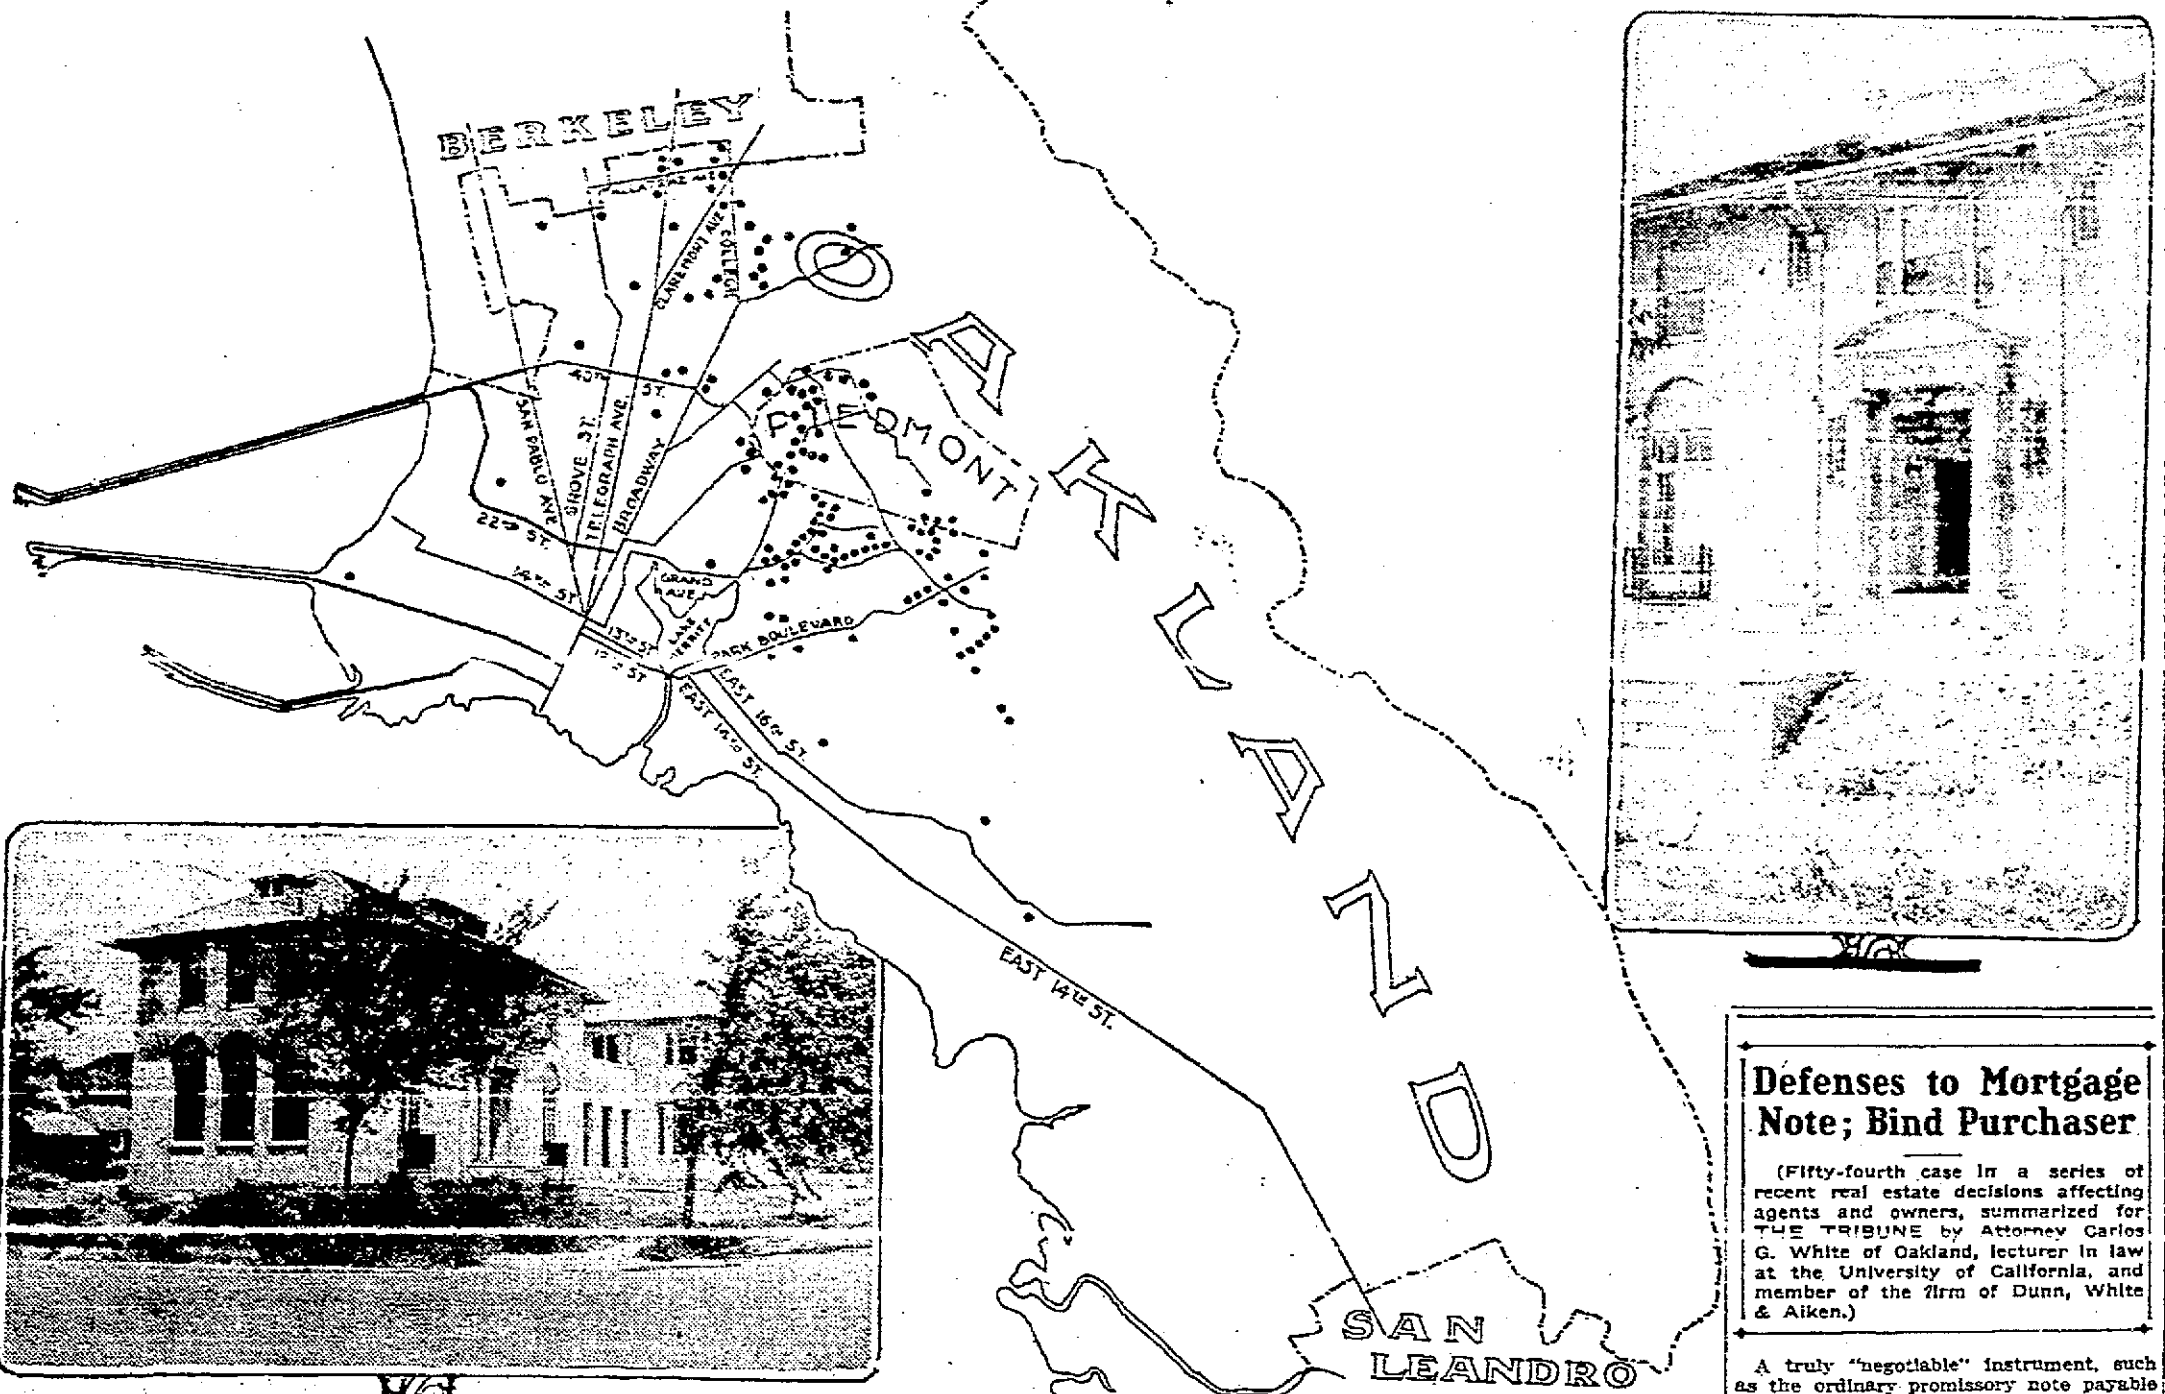 BERKELEY
CLAREMONT AVE
COLLEGE
40TH ST.
SAN PABLO AVE.
GROVE ST.
TELEGRAPH AVE.
BROADWAY
PIEDMONT
OAKLAND
22ND ST.
14TH ST.
GRAND AVE.
LAKE MERRITT
13TH ST.
12TH ST
PARK BOULEVARD
EAST 16TH ST.
EAST 14TH ST.
EAST 14TH ST.
SAN
LEANDRO
Defenses to Mortgage
Note; Bind Purchaser
(Fifty-fourth case in a series of
recent real estate decisions affecting
agents and owners, summarized for
THE TRIBUNE by Attorney Carlos
G. White of Oakland, lecturer in law
at the University of California, and
member of the firm of Dunn, White
& Aiken.)
A truly "negotiable" instrument, such
as the ordinary promissory note payable